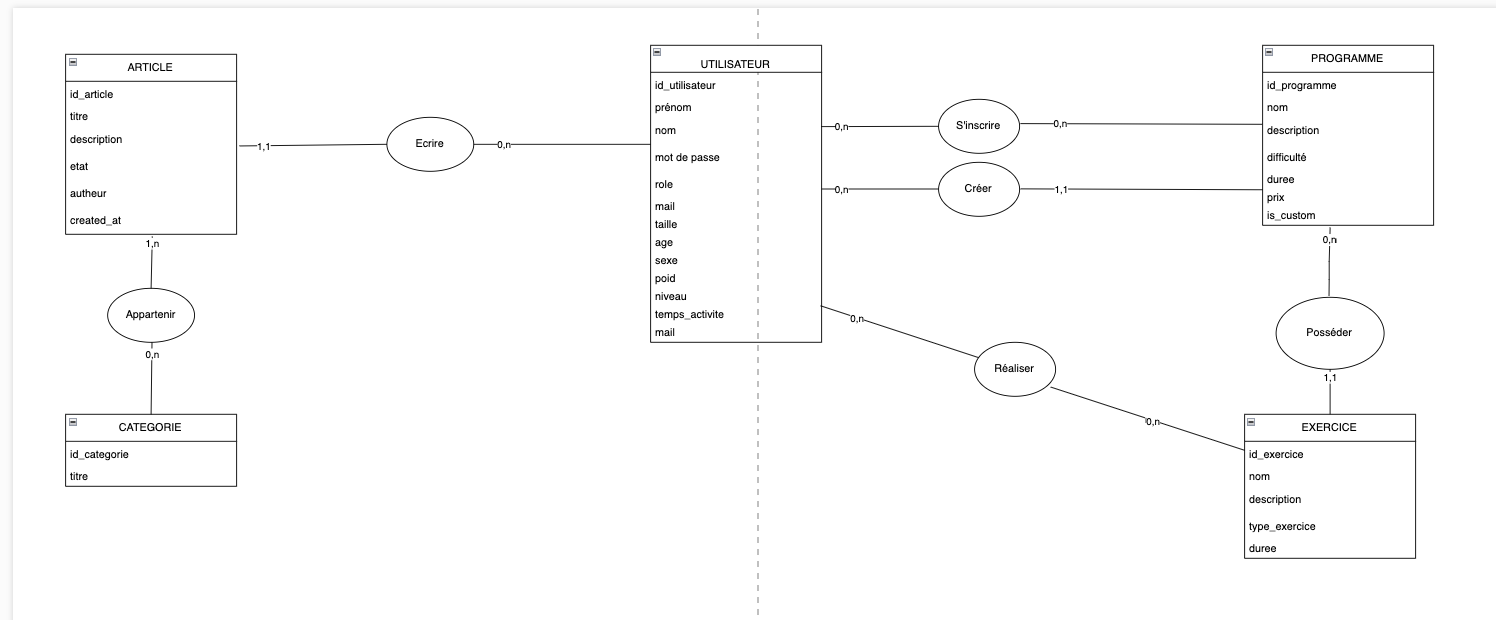 ARTICLE
id_article
titre
description
etat
autheur
created_at
1,1
Ecrire
0,n
1,n
Appartenir
0,n
CATEGORIE
id_categorie
titre
UTILISATEUR
id_utilisateur
prénom
nom
mot de passe
role
mail
taille
age
sexe
poid
niveau
temps_activite
mail
0,n
S'inscrire
0,n
0,n
Créer
1,1
0,n
Réaliser
0,n
PROGRAMME
id_programme
nom
description
difficulté
duree
prix
is_custom
0,n
Posséder
1,1
EXERCICE
id_exercice
nom
description
type_exercice
duree